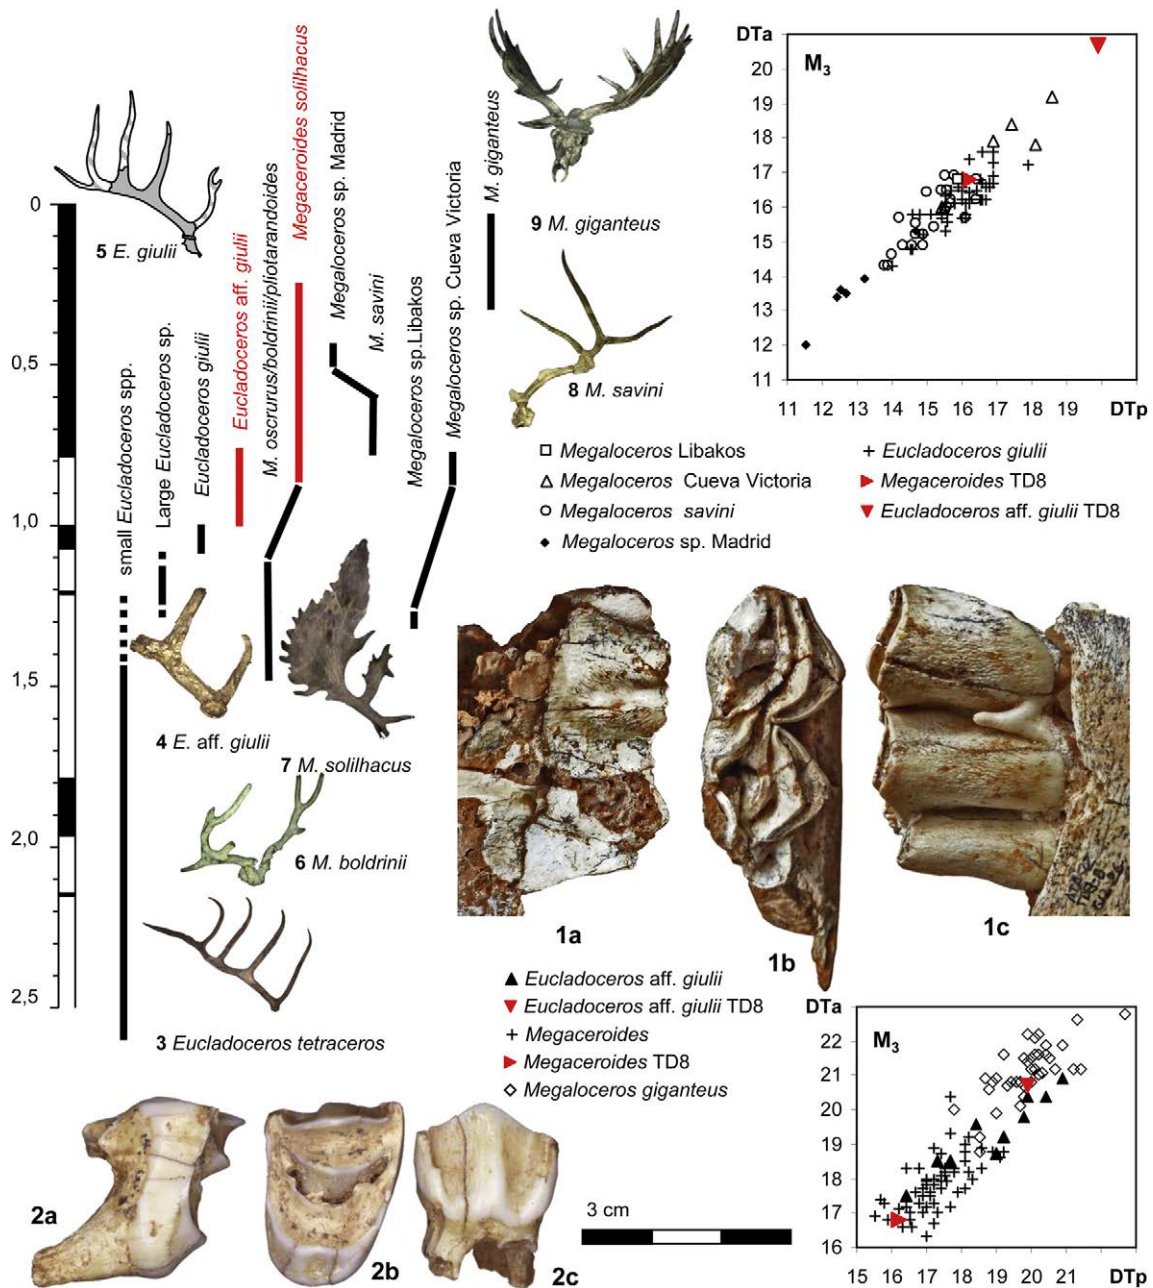 5 E. giulii
9 M. giganteus
8 M. savini
4 E. aff. giulii
7 M. solilhacus
6 M. boldrinii
3 Eucladoceros tetraceros
0
0,5
1,0
1,5
2,0
2,5
small Eucladoceros spp.
Large Eucladoceros sp.
Eucladoceros giulii
Eucladoceros aff. giulii
M. oscrurus/boldrinii/pliotarandoides
Megaceroides solilhacus
Megaloceros sp. Madrid
M. savini
Megaloceros sp.Libakos
Megaloceros sp. Cueva Victoria
M. giganteus
DTa
M3
20
19
18
17
16
15
14
13
12
11
11 12 13 14 15 16 17 18 19
DTp
Megaloceros Libakos
Megaloceros Cueva Victoria
Megaloceros savini
Megaloceros sp. Madrid
Eucladoceros giulii
Megaceroides TD8
Eucladoceros aff. giulii TD8
1a
1b
1c
Eucladoceros aff. giulii
Eucladoceros aff. giulii TD8
Megaceroides
Megaceroides TD8
Megaloceros giganteus
DTa
M3
22
21
20
19
18
17
16
15 16 17 18 19 20 21
DTp
2a
2b
2c
3 cm